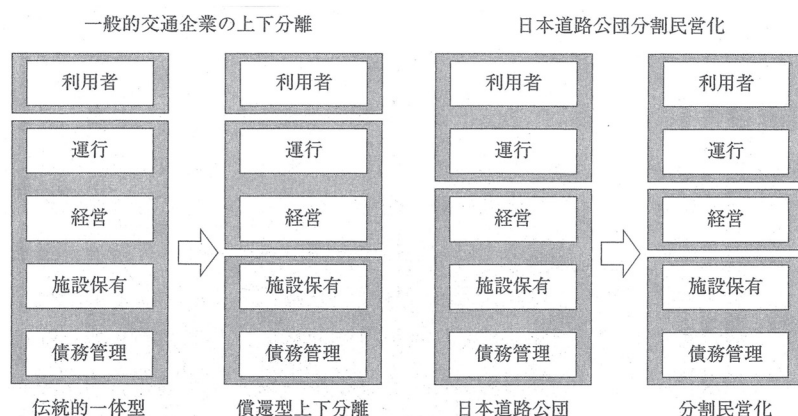 一般的交通企業の上下分離
利用者
運行
経営
施設保有
債務管理
伝統的一体型
利用者
運行
経営
施設保有
債務管理
償還型上下分離
日本道路公団分割民営化
利用者
運行
経営
施設保有
債務管理
日本道路公団
利用者
運行
経営
施設保有
債務管理
分割民営化